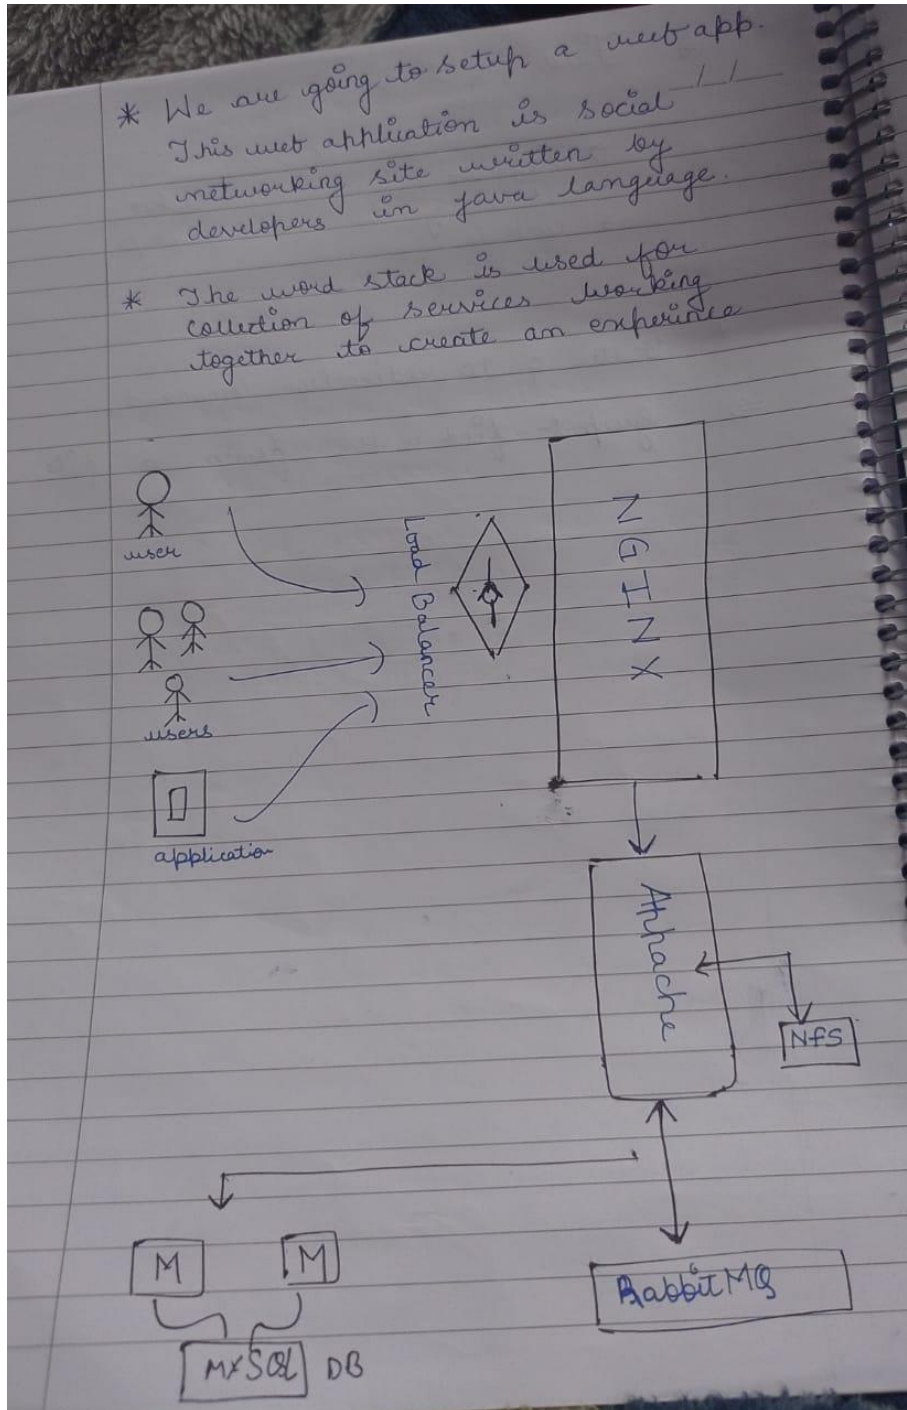 * We are going to setup a web app.
This web application is social
networking site written by
developers in java language.
* The word stack is used for
collection of services working
together to create an experince
user
users
application
Load Balancer
NGINX
Appache
NfS
M
M
MySQL DB
RabbitMQ